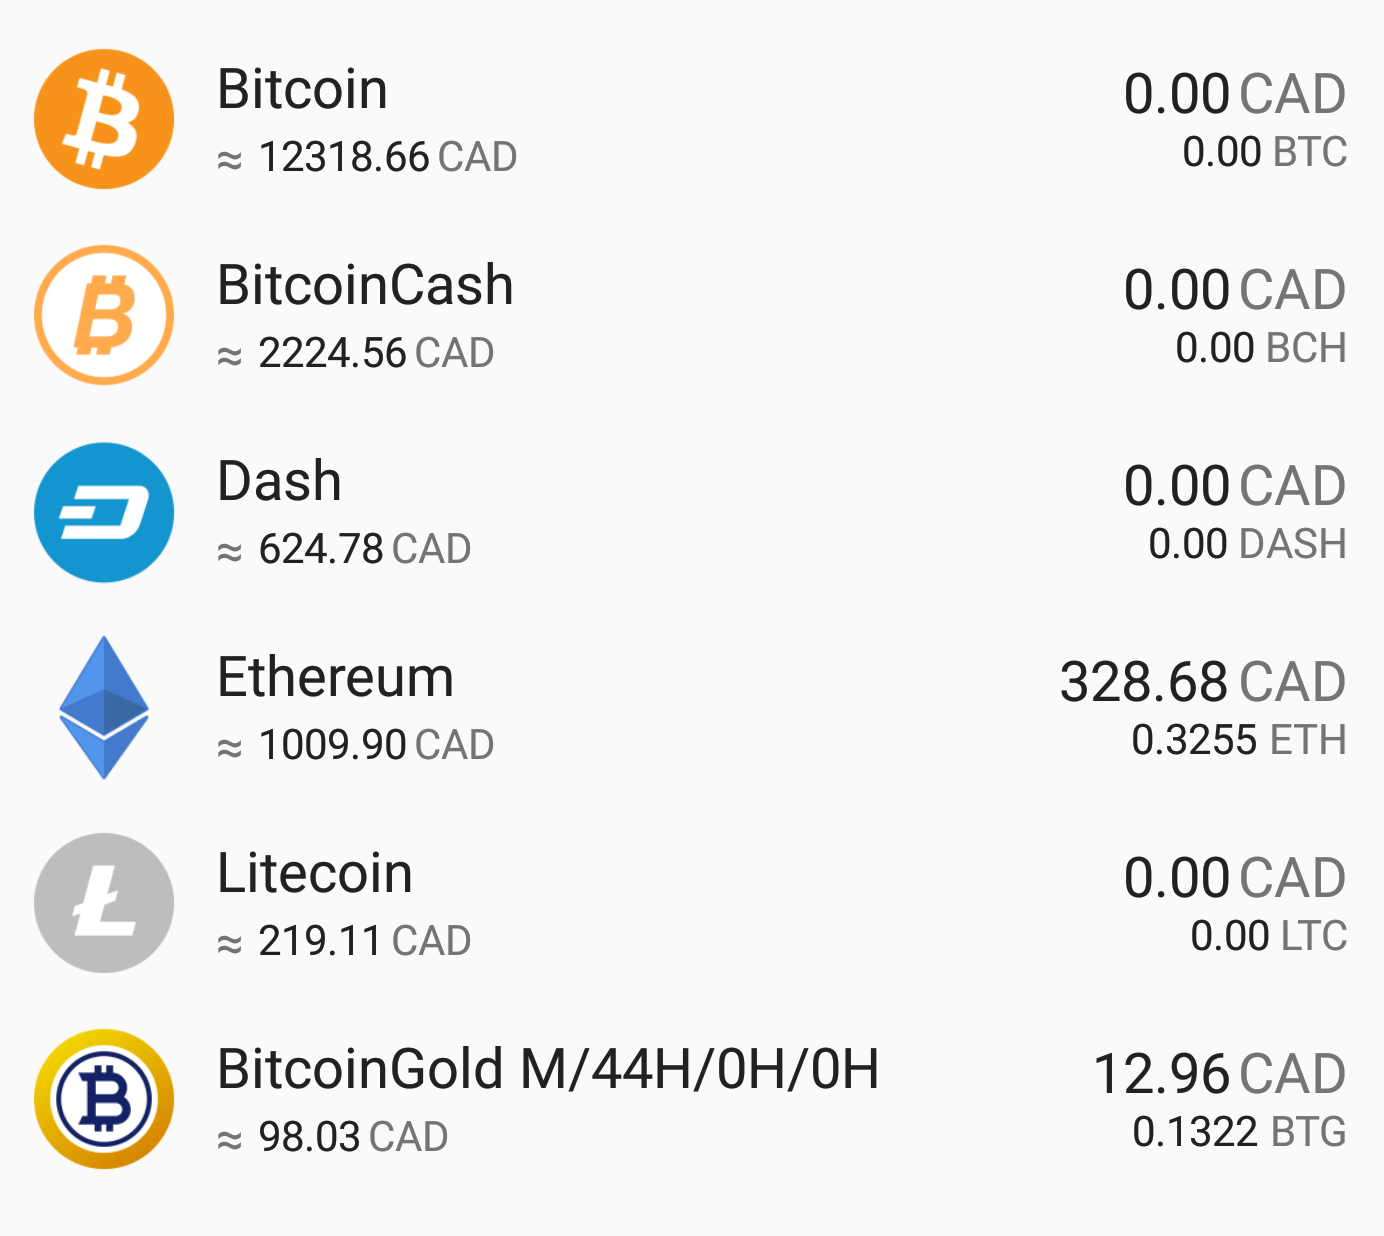 Bitcoin
0.00 CAD
≈ 12318.66 CAD
0.00 BTC
BitcoinCash
0.00 CAD
≈ 2224.56 CAD
0.00 BCH
Dash
0.00 CAD
≈ 624.78 CAD
0.00 DASH
Ethereum
328.68 CAD
≈ 1009.90 CAD
0.3255 ETH
Litecoin
0.00 CAD
≈ 219.11 CAD
0.00 LTC
BitcoinGold M/44H/0H/0H
12.96 CAD
≈ 98.03 CAD
0.1322 BTG